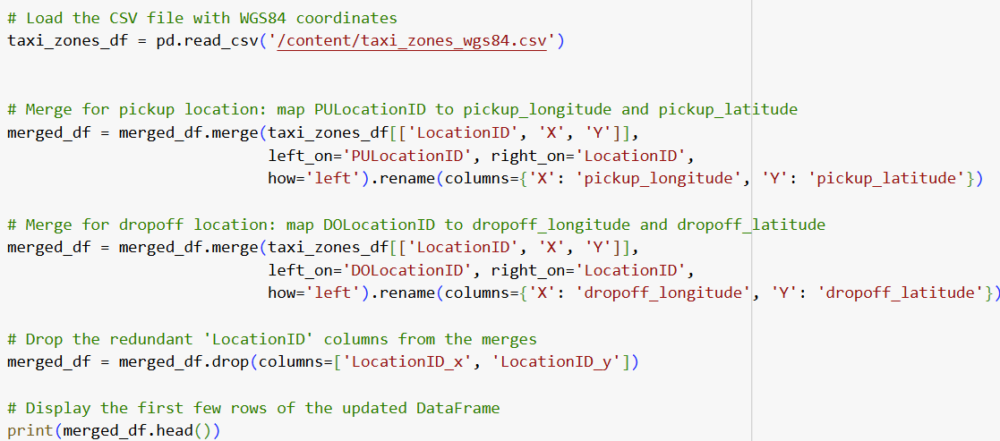 # Load the CSV file with WGS84 coordinates
taxi_zones_df = pd.read_csv('/content/taxi_zones_wgs84.csv')
# Merge for pickup location: map PULocationID to pickup_longitude and pickup_latitude
merged_df = merged_df.merge(taxi_zones_df[['LocationID', 'X', 'Y']],
left_on='PULocationID', right_on='LocationID',
how='left').rename(columns={'X': 'pickup_longitude', 'Y': 'pickup_latitude'})
# Merge for dropoff location: map DOLocationID to dropoff_longitude and dropoff_latitude
merged_df = merged_df.merge(taxi_zones_df[['LocationID', 'X', 'Y']],
left_on='DOLocationID', right_on='LocationID',
how='left').rename(columns={'X': 'dropoff_longitude', 'Y': 'dropoff_latitude'})
# Drop the redundant 'LocationID' columns from the merges
merged_df = merged_df.drop(columns=['LocationID_x', 'LocationID_y'])
# Display the first few rows of the updated DataFrame
print(merged_df.head())